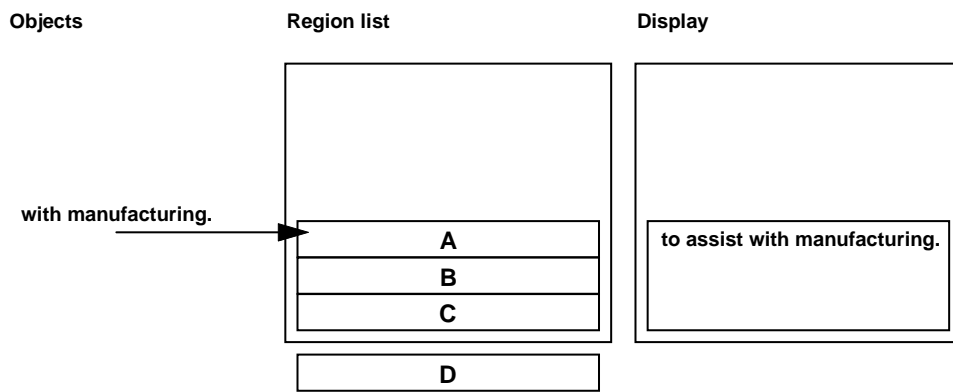 Objects Region list Display
with manufacturing.
A to assist with manufacturing.
B
C
D